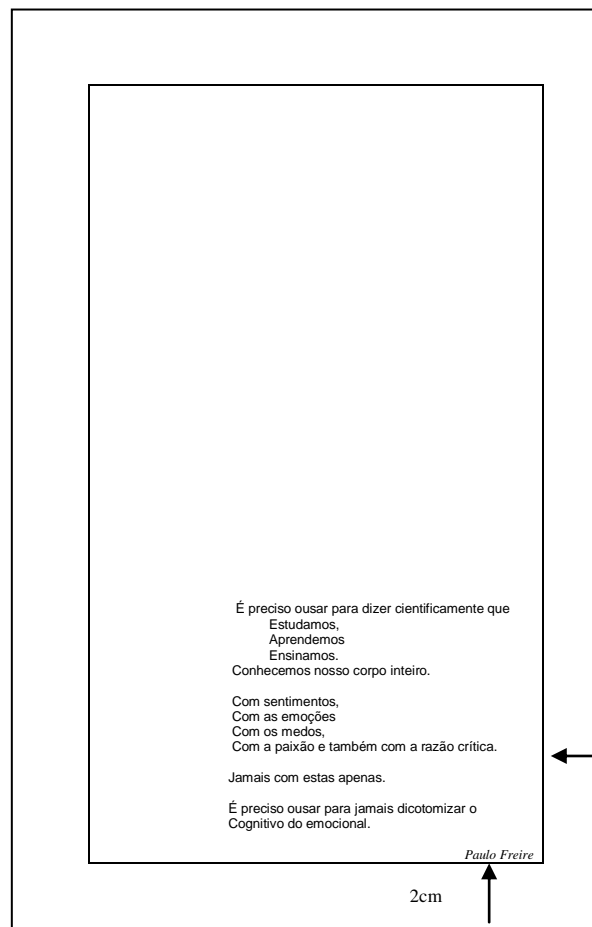 É preciso ousar para dizer cientificamente que
Estudamos,
Aprendemos
Ensinamos.
Conhecemos nosso corpo inteiro.
Com sentimentos,
Com as emoções
Com os medos,
Com a paixão e também com a razão crítica.
Jamais com estas apenas.
É preciso ousar para jamais dicotomizar o
Cognitivo do emocional.
Paulo Freire
2cm